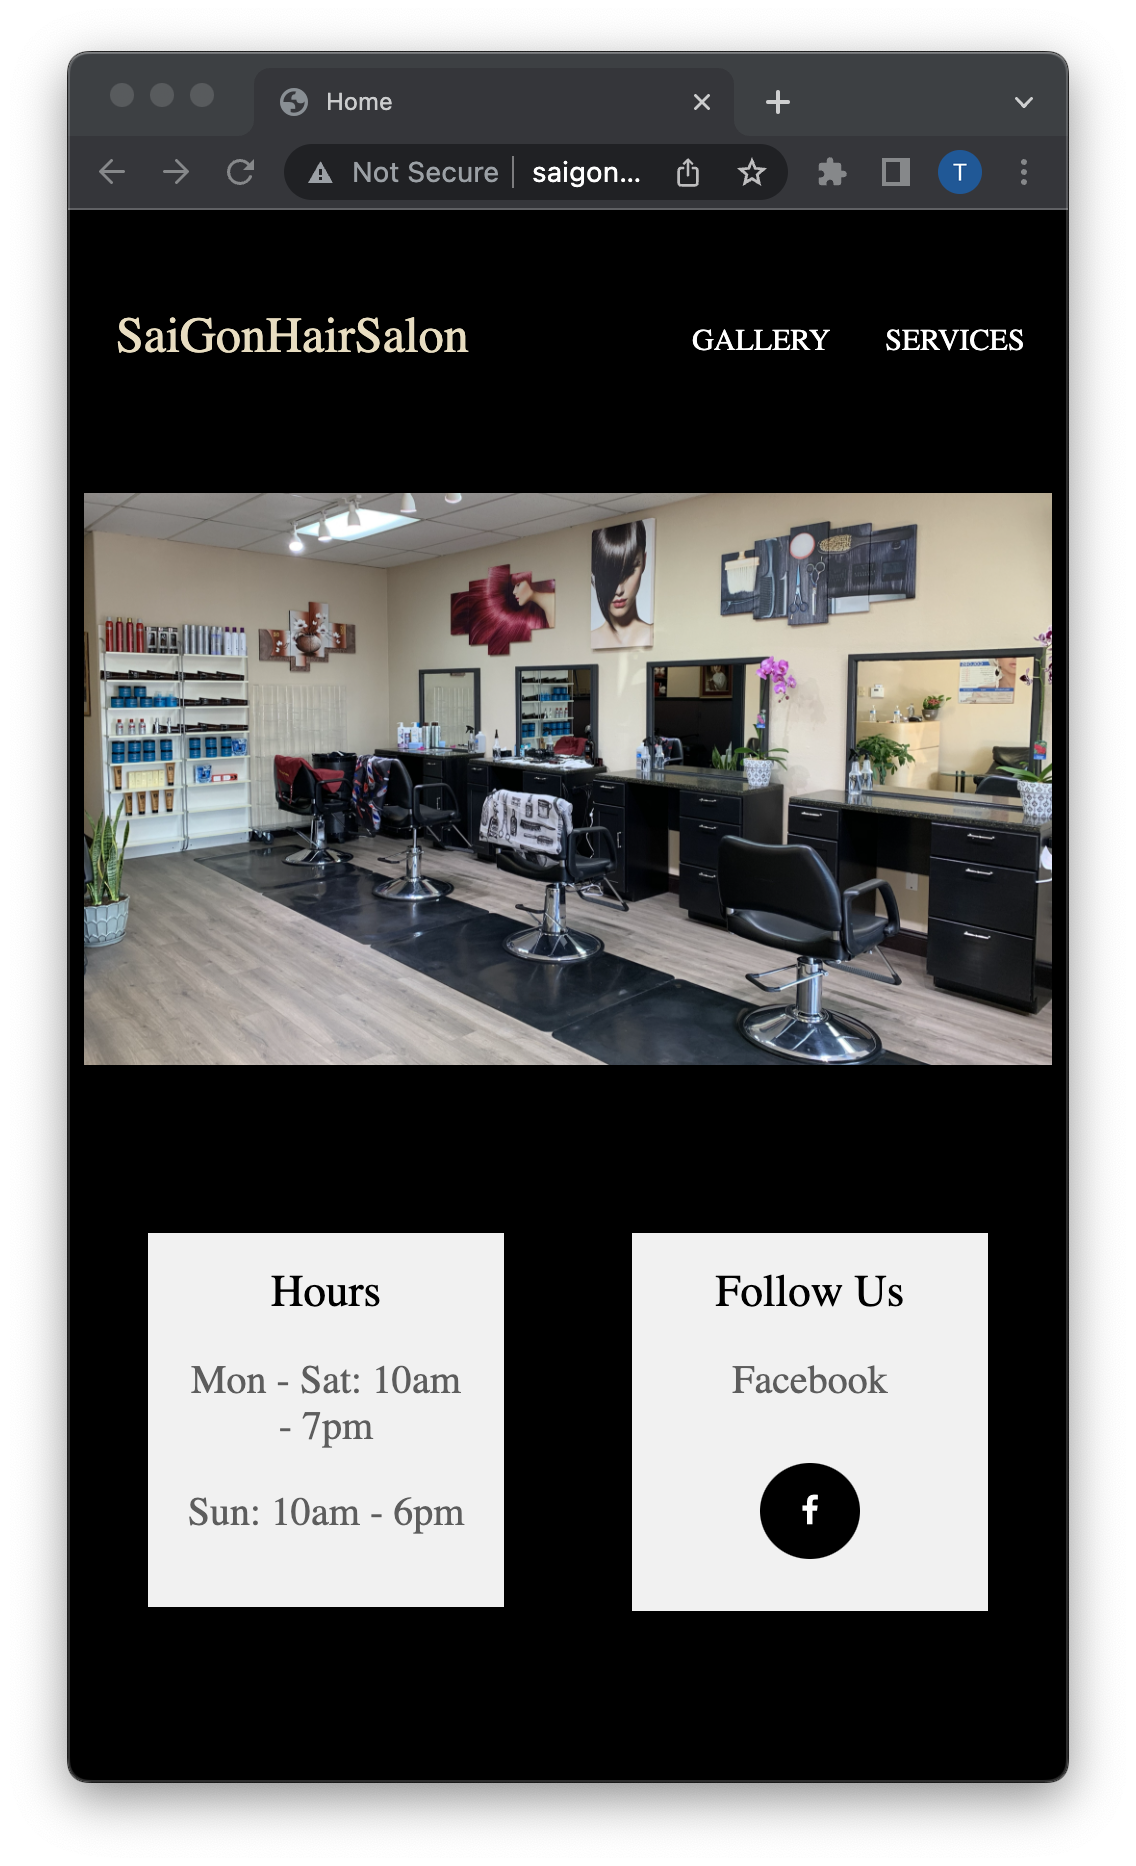 Home
Not Secure | saigon...
T
SaiGonHairSalon
GALLERY
SERVICES
Hours
Mon - Sat: 10am
- 7pm
Sun: 10am - 6pm
Follow Us
Facebook